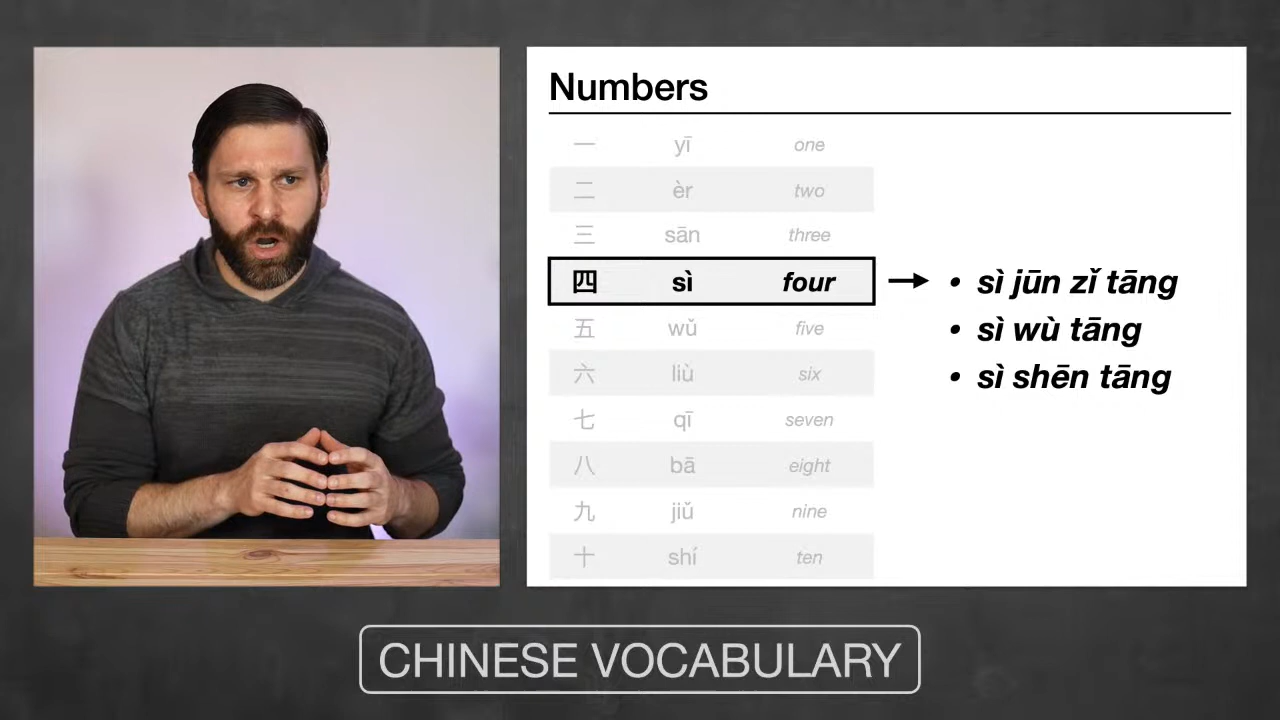 Numbers
一 yī one
二 èr two
三 sān three
四 sì four → • sì jūn zǐ tāng
五 wǔ five • sì wù tāng
六 liù six • sì shēn tāng
七 qī seven
八 bā eight
九 jiǔ nine
十 shí ten
CHINESE VOCABULARY